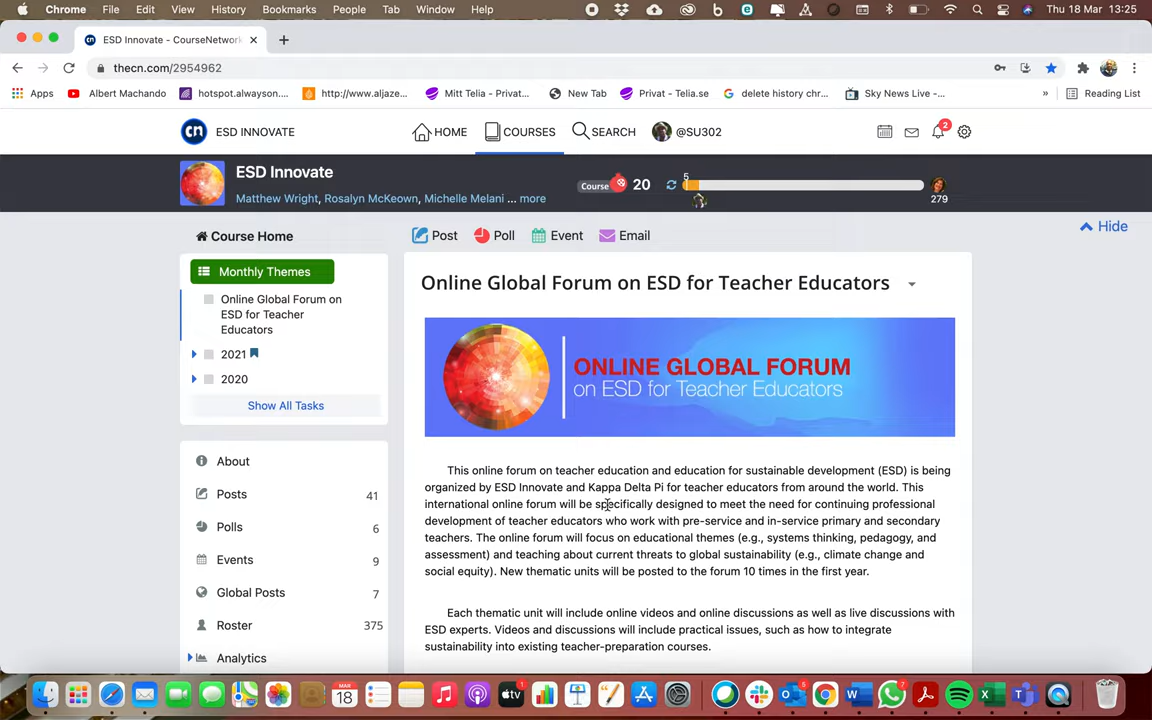 Chrome File Edit View History Bookmarks People Tab Window Help Thu 18 Mar 13:25
ESD Innovate - CourseNetwork
thecn.com/2954962
Apps Albert Machando hotspot.alwayson.... http://www.aljaze... Mitt Telia - Privat... New Tab Privat - Telia.se delete history chr... Sky News Live -... » Reading List
cn ESD INNOVATE HOME COURSES SEARCH @SU302 2
ESD Innovate
Matthew Wright, Rosalyn McKeown, Michelle Melani ... more
Course 20 5 279
Course Home
Post Poll Event Email
Hide
Monthly Themes
Online Global Forum on
ESD for Teacher
Educators
2021
2020
Show All Tasks
About
Posts 41
Polls 6
Events 9
Global Posts 7
Roster 375
Analytics
Online Global Forum on ESD for Teacher Educators
ONLINE GLOBAL FORUM
on ESD for Teacher Educators
This online forum on teacher education and education for sustainable development (ESD) is being
organized by ESD Innovate and Kappa Delta Pi for teacher educators from around the world. This
international online forum will be specifically designed to meet the need for continuing professional
development of teacher educators who work with pre-service and in-service primary and secondary
teachers. The online forum will focus on educational themes (e.g., systems thinking, pedagogy, and
assessment) and teaching about current threats to global sustainability (e.g., climate change and
social equity). New thematic units will be posted to the forum 10 times in the first year.
Each thematic unit will include online videos and online discussions as well as live discussions with
ESD experts. Videos and discussions will include practical issues, such as how to integrate
sustainability into existing teacher-preparation courses.
MAR
18
tv
1
5
7